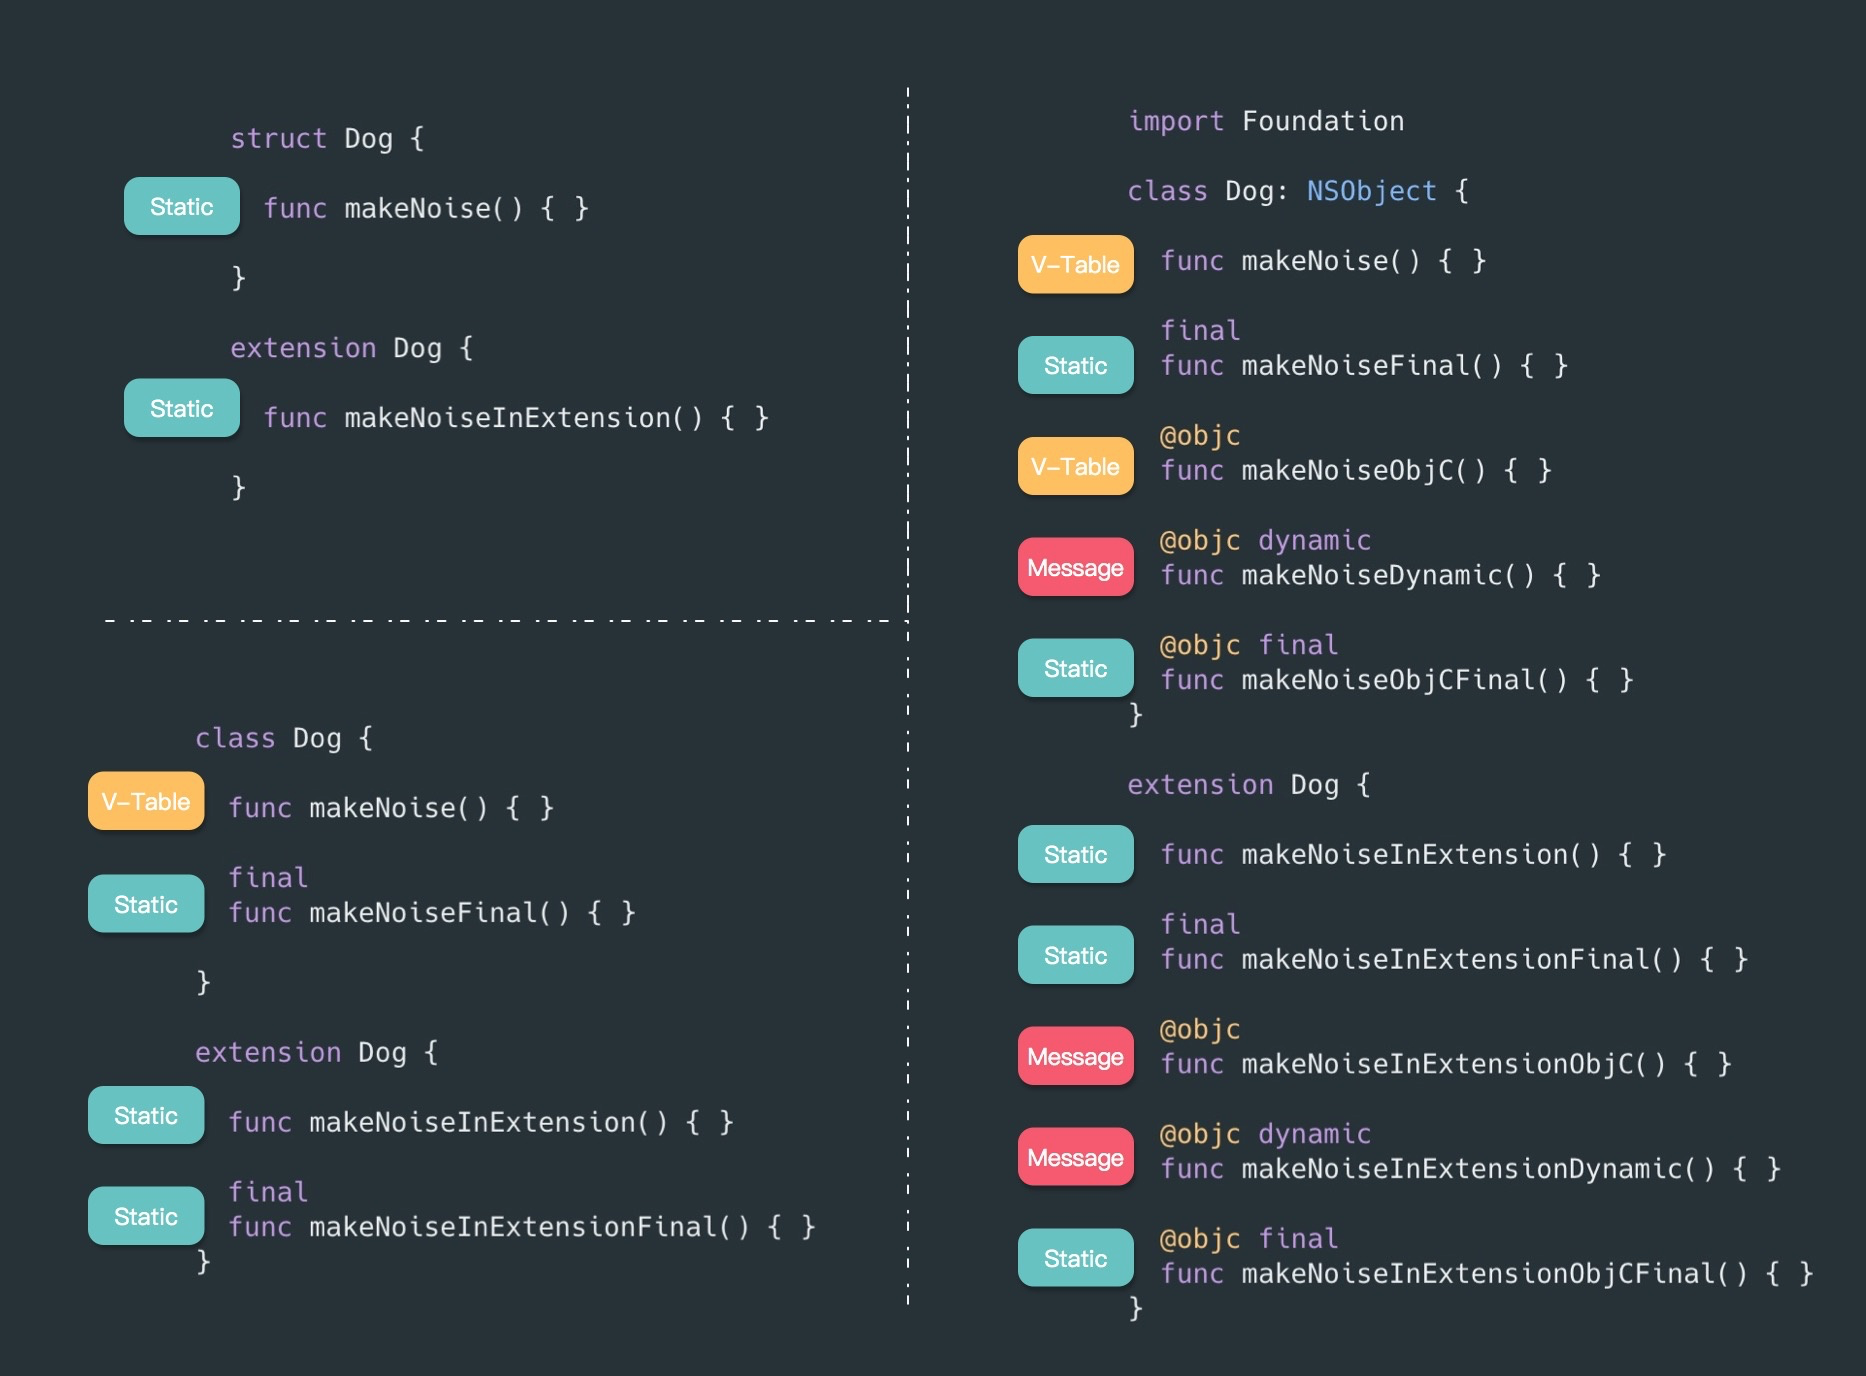 struct Dog {
Static func makeNoise() { }
}
extension Dog {
Static func makeNoiseInExtension() { }
}
class Dog {
V-Table func makeNoise() { }
final
Static func makeNoiseFinal() { }
}
extension Dog {
Static func makeNoiseInExtension() { }
final
Static func makeNoiseInExtensionFinal() { }
}
import Foundation
class Dog: NSObject {
V-Table func makeNoise() { }
final
Static func makeNoiseFinal() { }
@objc
V-Table func makeNoiseObjC() { }
@objc dynamic
Message func makeNoiseDynamic() { }
@objc final
Static func makeNoiseObjCFinal() { }
}
extension Dog {
Static func makeNoiseInExtension() { }
final
Static func makeNoiseInExtensionFinal() { }
@objc
Message func makeNoiseInExtensionObjC() { }
@objc dynamic
Message func makeNoiseInExtensionDynamic() { }
@objc final
Static func makeNoiseInExtensionObjCFinal() { }
}